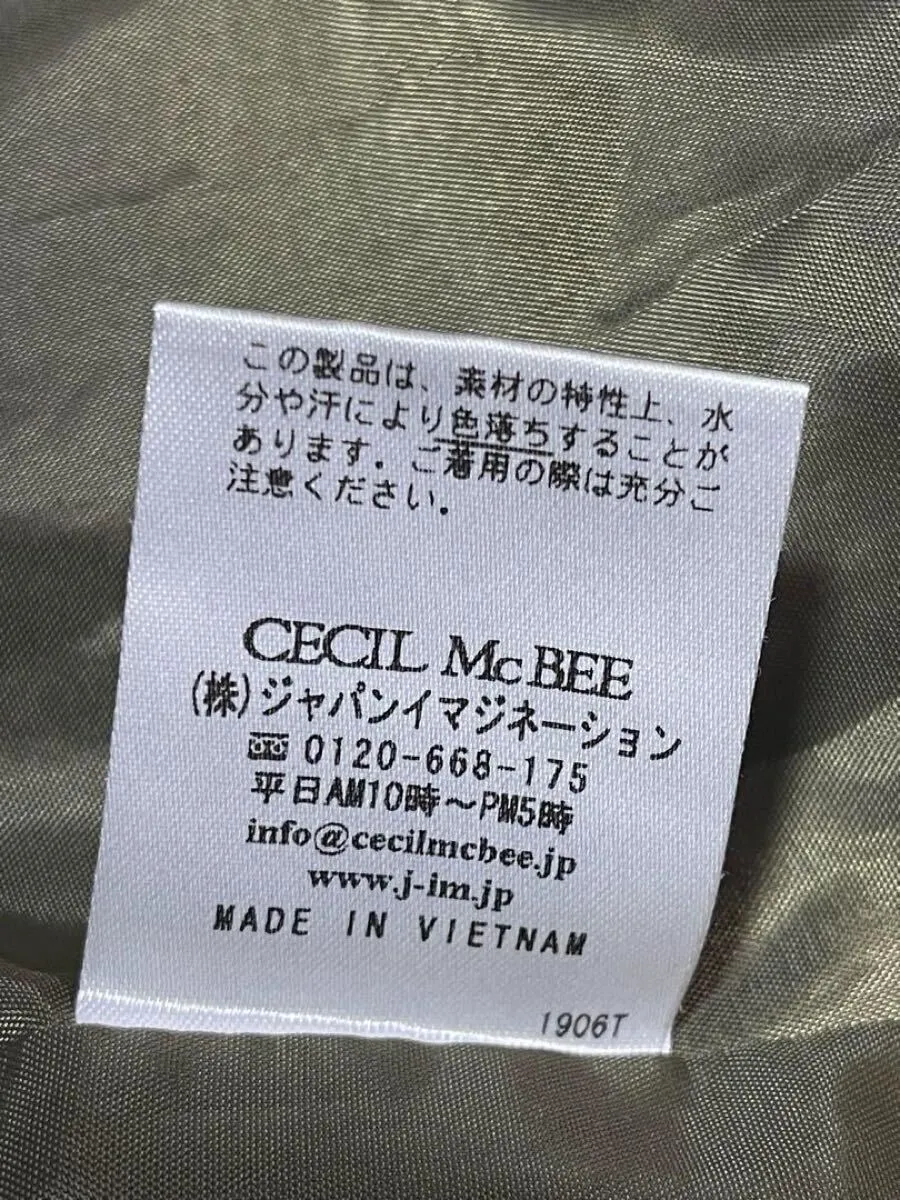 この製品は、素材の特性上、水
分や汗により色落ちすることが
あります．ご着用の際は充分ご
注意ください．
CECIL McBEE
(株)ジャパンイマジネーション
0120-668-175
平日AM10時〜PM5時
info@cecilmcbee.jp
www.j-im.jp
MADE IN VIETNAM
1906T